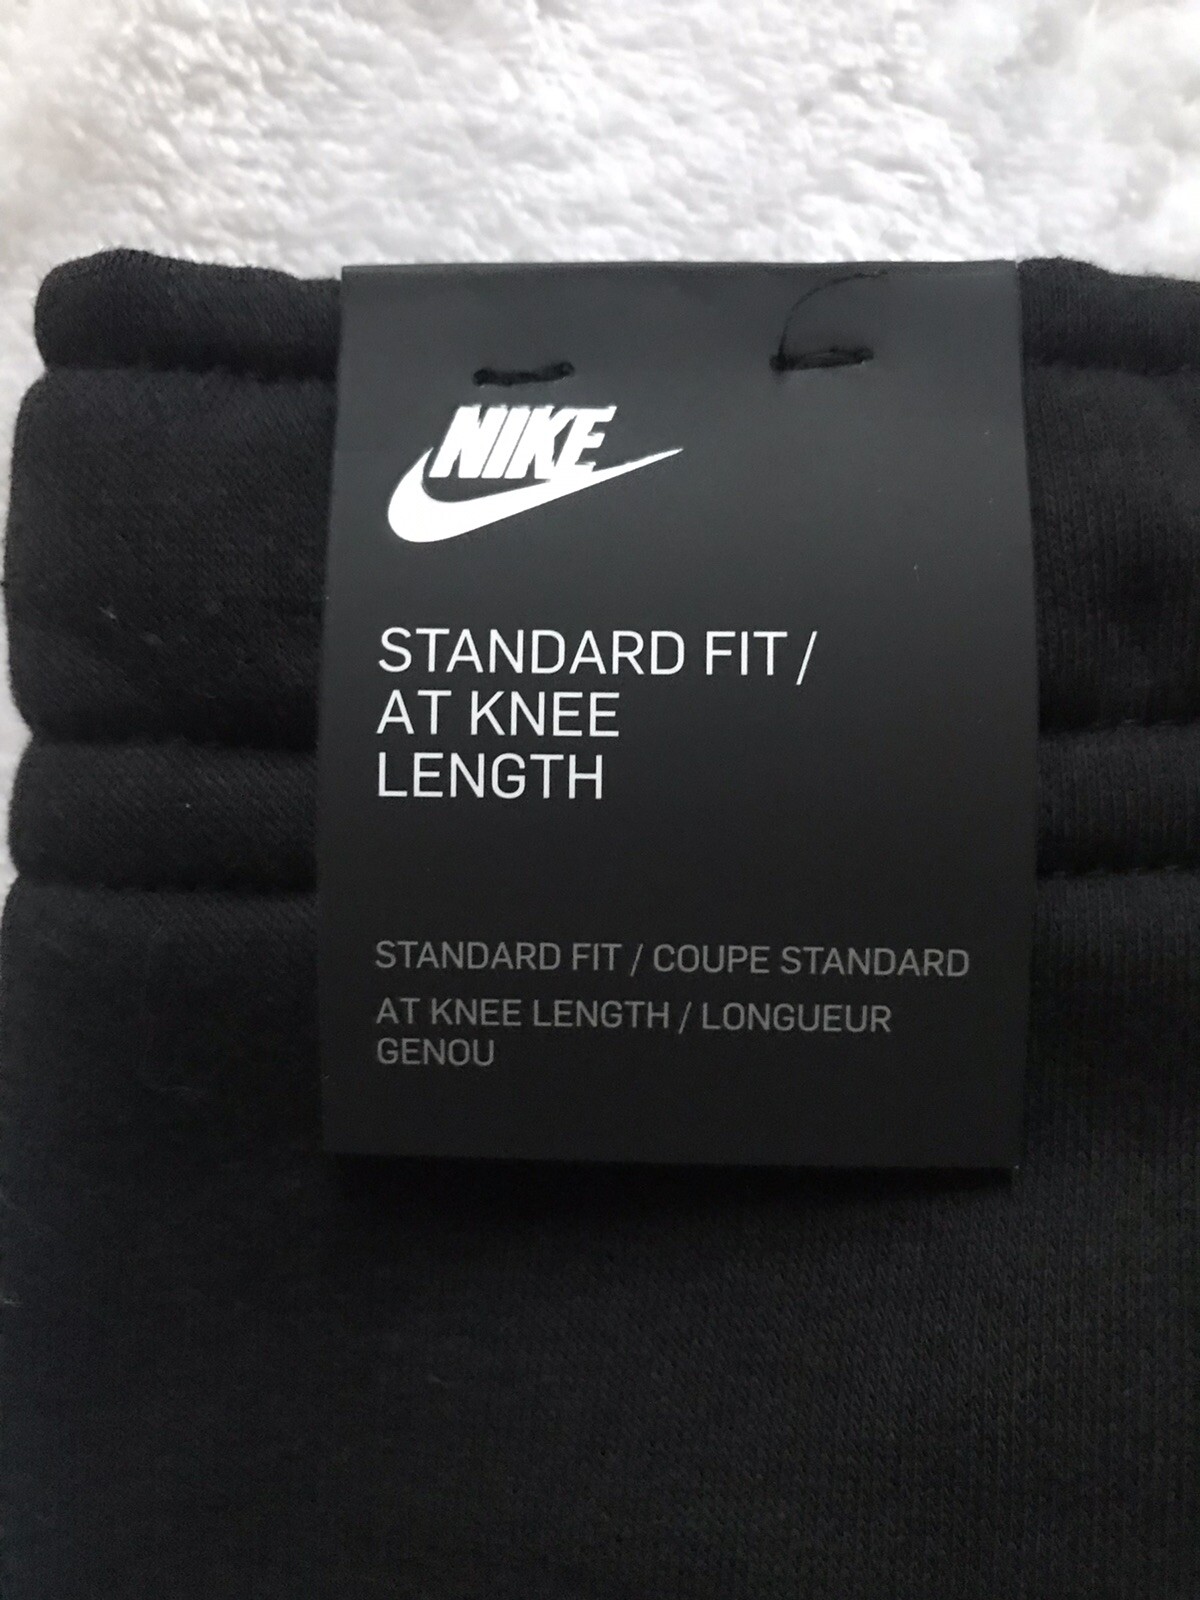 NIKE
STANDARD FIT /
AT KNEE
LENGTH
STANDARD FIT / COUPE STANDARD
AT KNEE LENGTH / LONGUEUR
GENOU